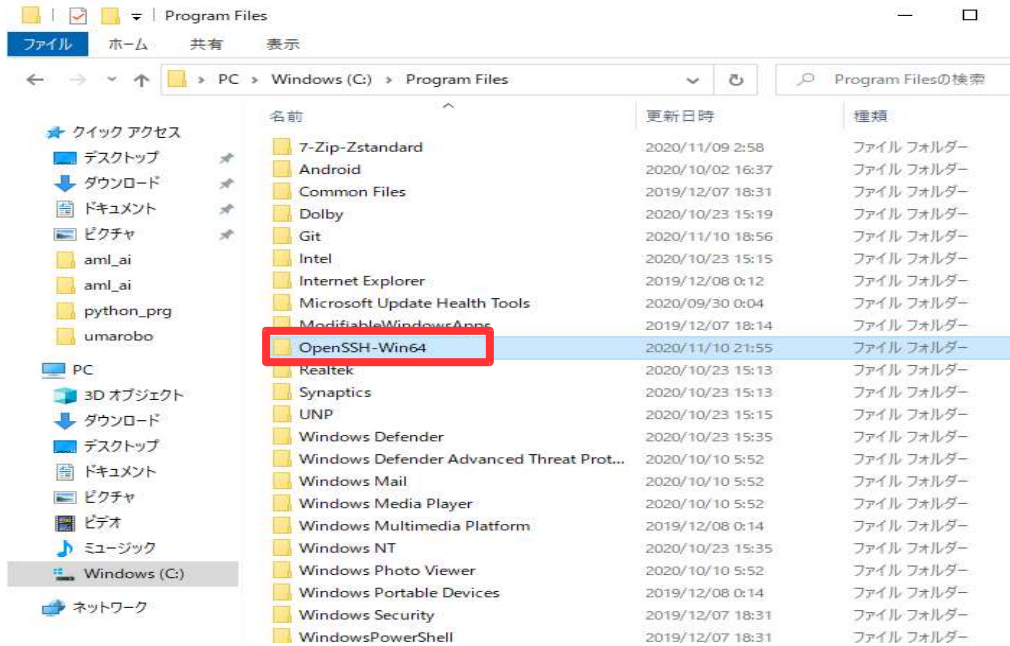 Program Files
ファイル ホーム 共有 表示
PC > Windows (C:) > Program Files
Program Filesの検索
クイック アクセス
デスクトップ
ダウンロード
ドキュメント
ピクチャ
aml_ai
aml_ai
python_prg
umarobo
PC
3D オブジェクト
ダウンロード
デスクトップ
ドキュメント
ピクチャ
ビデオ
ミュージック
Windows (C:)
ネットワーク
名前 更新日時 種類
7-Zip-Zstandard 2020/11/09 2:58 ファイル フォルダー
Android 2020/10/02 16:37 ファイル フォルダー
Common Files 2019/12/07 18:31 ファイル フォルダー
Dolby 2020/10/23 15:19 ファイル フォルダー
Git 2020/11/10 18:56 ファイル フォルダー
Intel 2020/10/23 15:15 ファイル フォルダー
Internet Explorer 2019/12/08 0:12 ファイル フォルダー
Microsoft Update Health Tools 2020/09/30 0:04 ファイル フォルダー
ModifiableWindowsApps 2019/12/07 18:14 ファイル フォルダー
OpenSSH-Win64 2020/11/10 21:55 ファイル フォルダー
Realtek 2020/10/23 15:13 ファイル フォルダー
Synaptics 2020/10/23 15:13 ファイル フォルダー
UNP 2020/10/23 15:15 ファイル フォルダー
Windows Defender 2020/10/23 15:35 ファイル フォルダー
Windows Defender Advanced Threat Prot... 2020/10/10 5:52 ファイル フォルダー
Windows Mail 2020/10/10 5:52 ファイル フォルダー
Windows Media Player 2020/10/10 5:52 ファイル フォルダー
Windows Multimedia Platform 2019/12/08 0:14 ファイル フォルダー
Windows NT 2020/10/23 15:35 ファイル フォルダー
Windows Photo Viewer 2020/10/10 5:52 ファイル フォルダー
Windows Portable Devices 2019/12/08 0:14 ファイル フォルダー
Windows Security 2019/12/07 18:31 ファイル フォルダー
WindowsPowerShell 2019/12/07 18:31 ファイル フォルダー